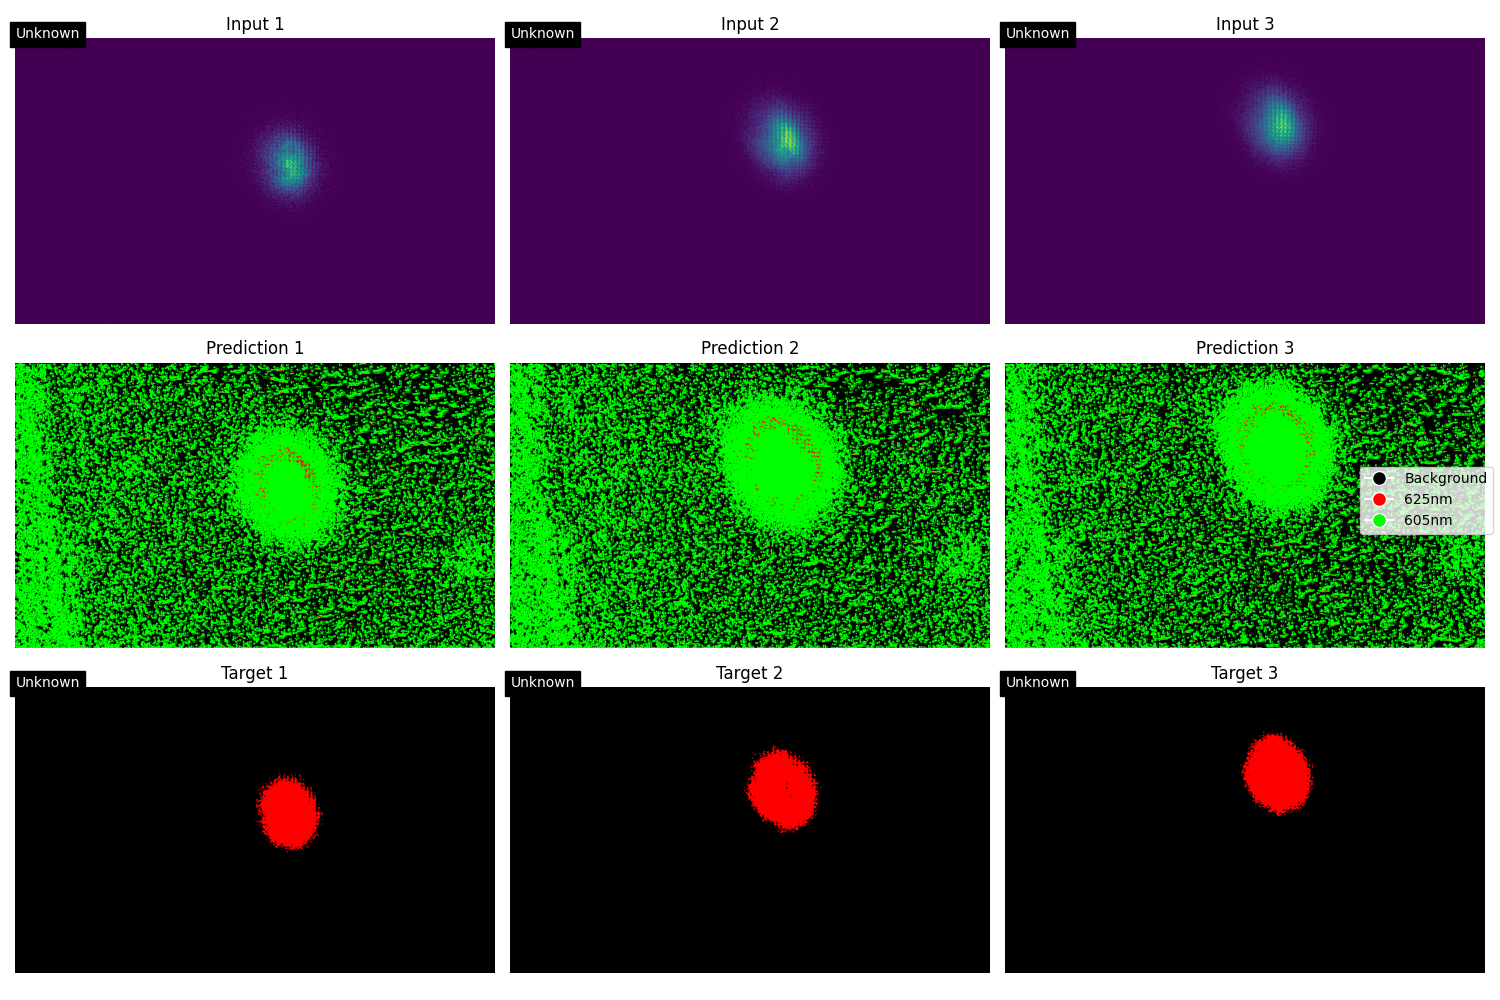 Input 1
Input 2
Input 3
Unknown
Unknown
Unknown
Prediction 1
Prediction 2
Prediction 3
Background
625nm
605nm
Target 1
Target 2
Target 3
Unknown
Unknown
Unknown